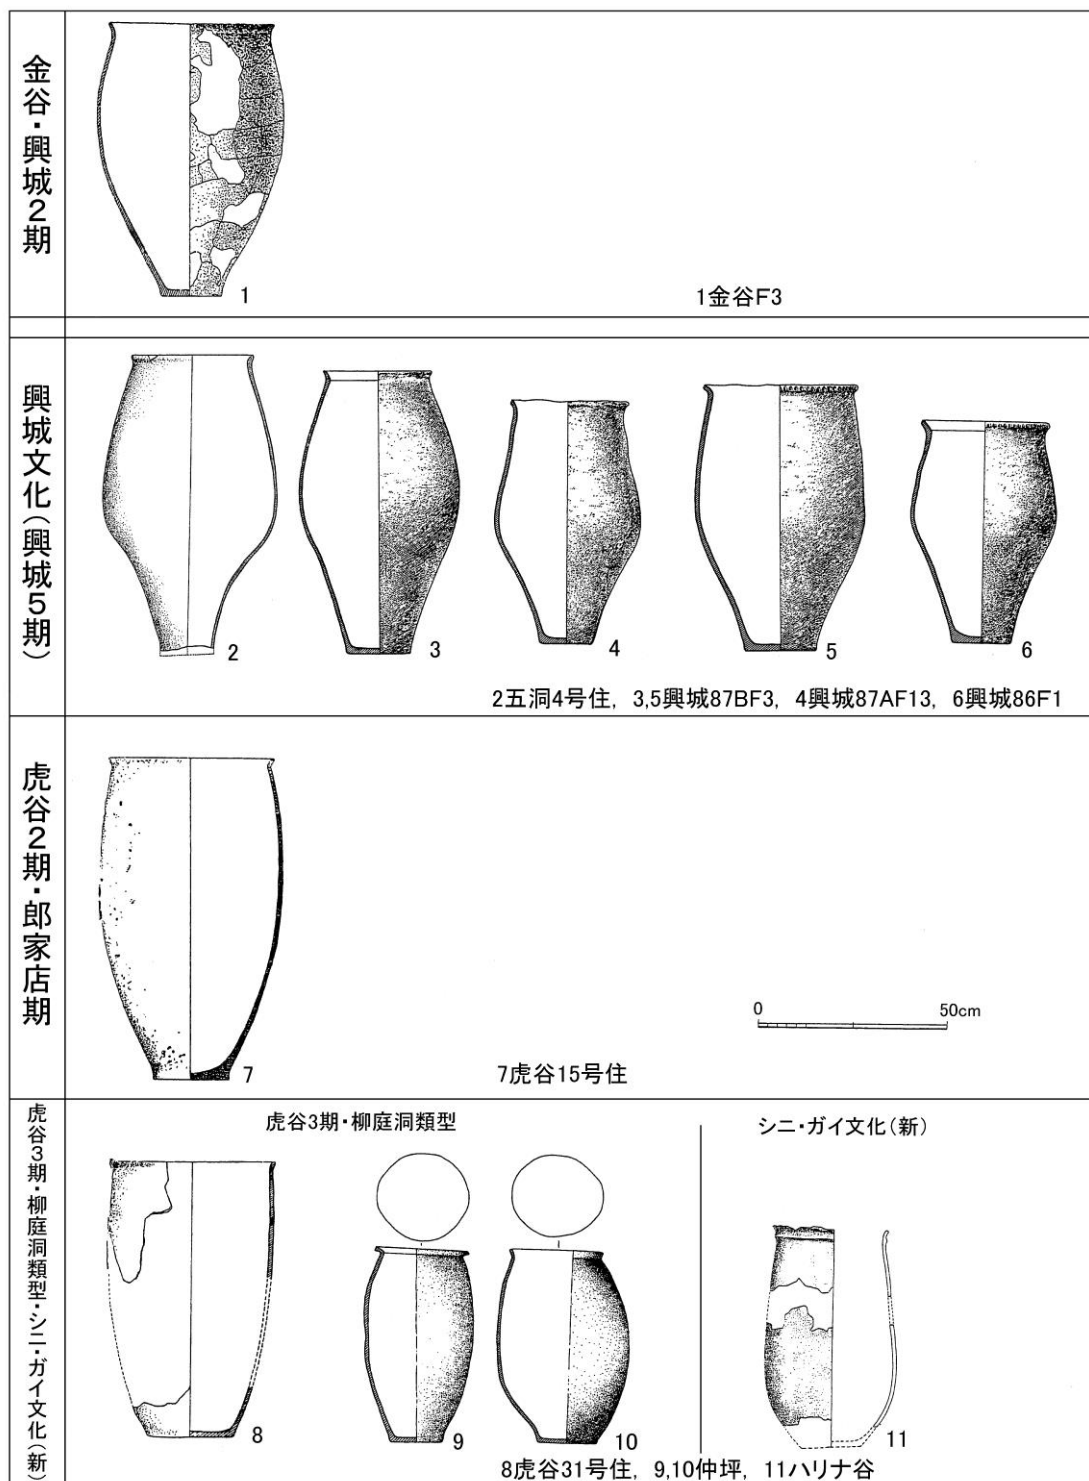 金谷・興城2期
1
1金谷F3
興城文化(興城5期)
2
3
4
5
6
2五洞4号住, 3,5興城87BF3, 4興城87AF13, 6興城86F1
虎谷2期・郎家店期
7
7虎谷15号住
0 50cm
虎谷3期・柳庭洞類型・シニ・ガイ文化(新)
虎谷3期・柳庭洞類型
シニ・ガイ文化(新)
8
9
10
11
8虎谷31号住, 9,10仲坪, 11ハリナ谷